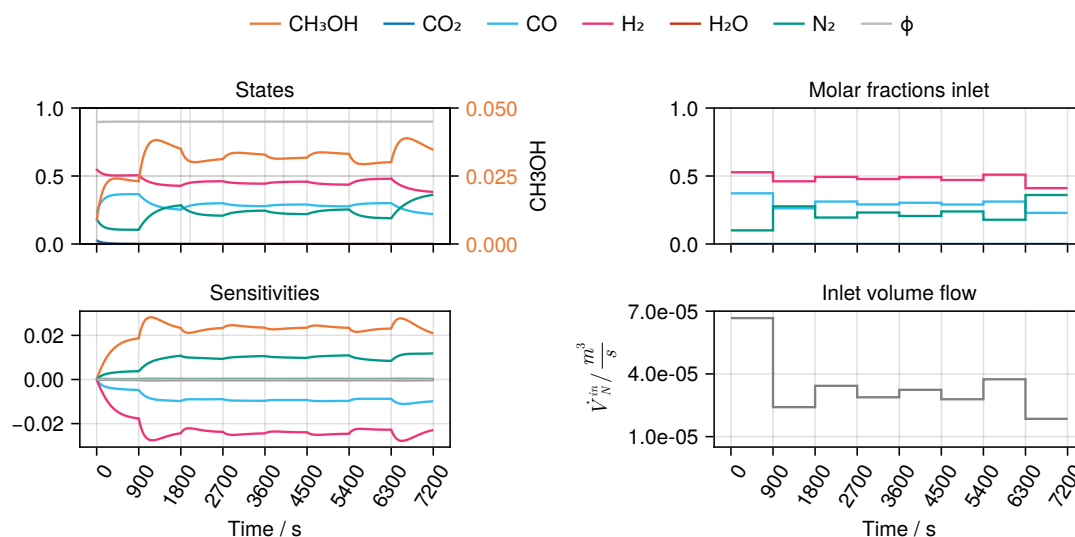 CH₃OH CO₂ CO H₂ H₂O N₂ ϕ
States
1.0
0.5
0.0
0.050
0.025
0.000
CH3OH
Molar fractions inlet
1.0
0.5
0.0
Sensitivities
0.02
0.00
−0.02
0 900 1800 2700 3600 4500 5400 6300 7200
Time / s
Inlet volume flow
7.0e-05
4.0e-05
1.0e-05
V̇ᵢₙ N / m³/s
0 900 1800 2700 3600 4500 5400 6300 7200
Time / s